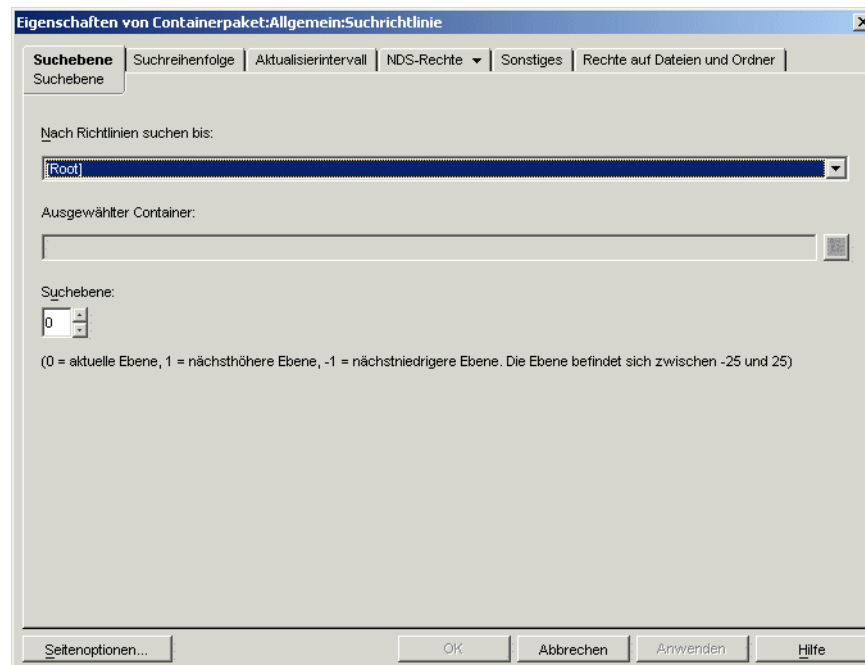 Eigenschaften von Containerpaket:Allgemein:Suchrichtlinie
Suchebene Suchreihenfolge Aktualisierintervall NDS-Rechte Sonstiges Rechte auf Dateien und Ordner
Suchebene
Nach Richtlinien suchen bis:
[Root]
Ausgewählter Container:
Suchebene:
0
(0 = aktuelle Ebene, 1 = nächsthöhere Ebene, -1 = nächstniedrigere Ebene. Die Ebene befindet sich zwischen -25 und 25)
Seitenoptionen... OK Abbrechen Anwenden Hilfe